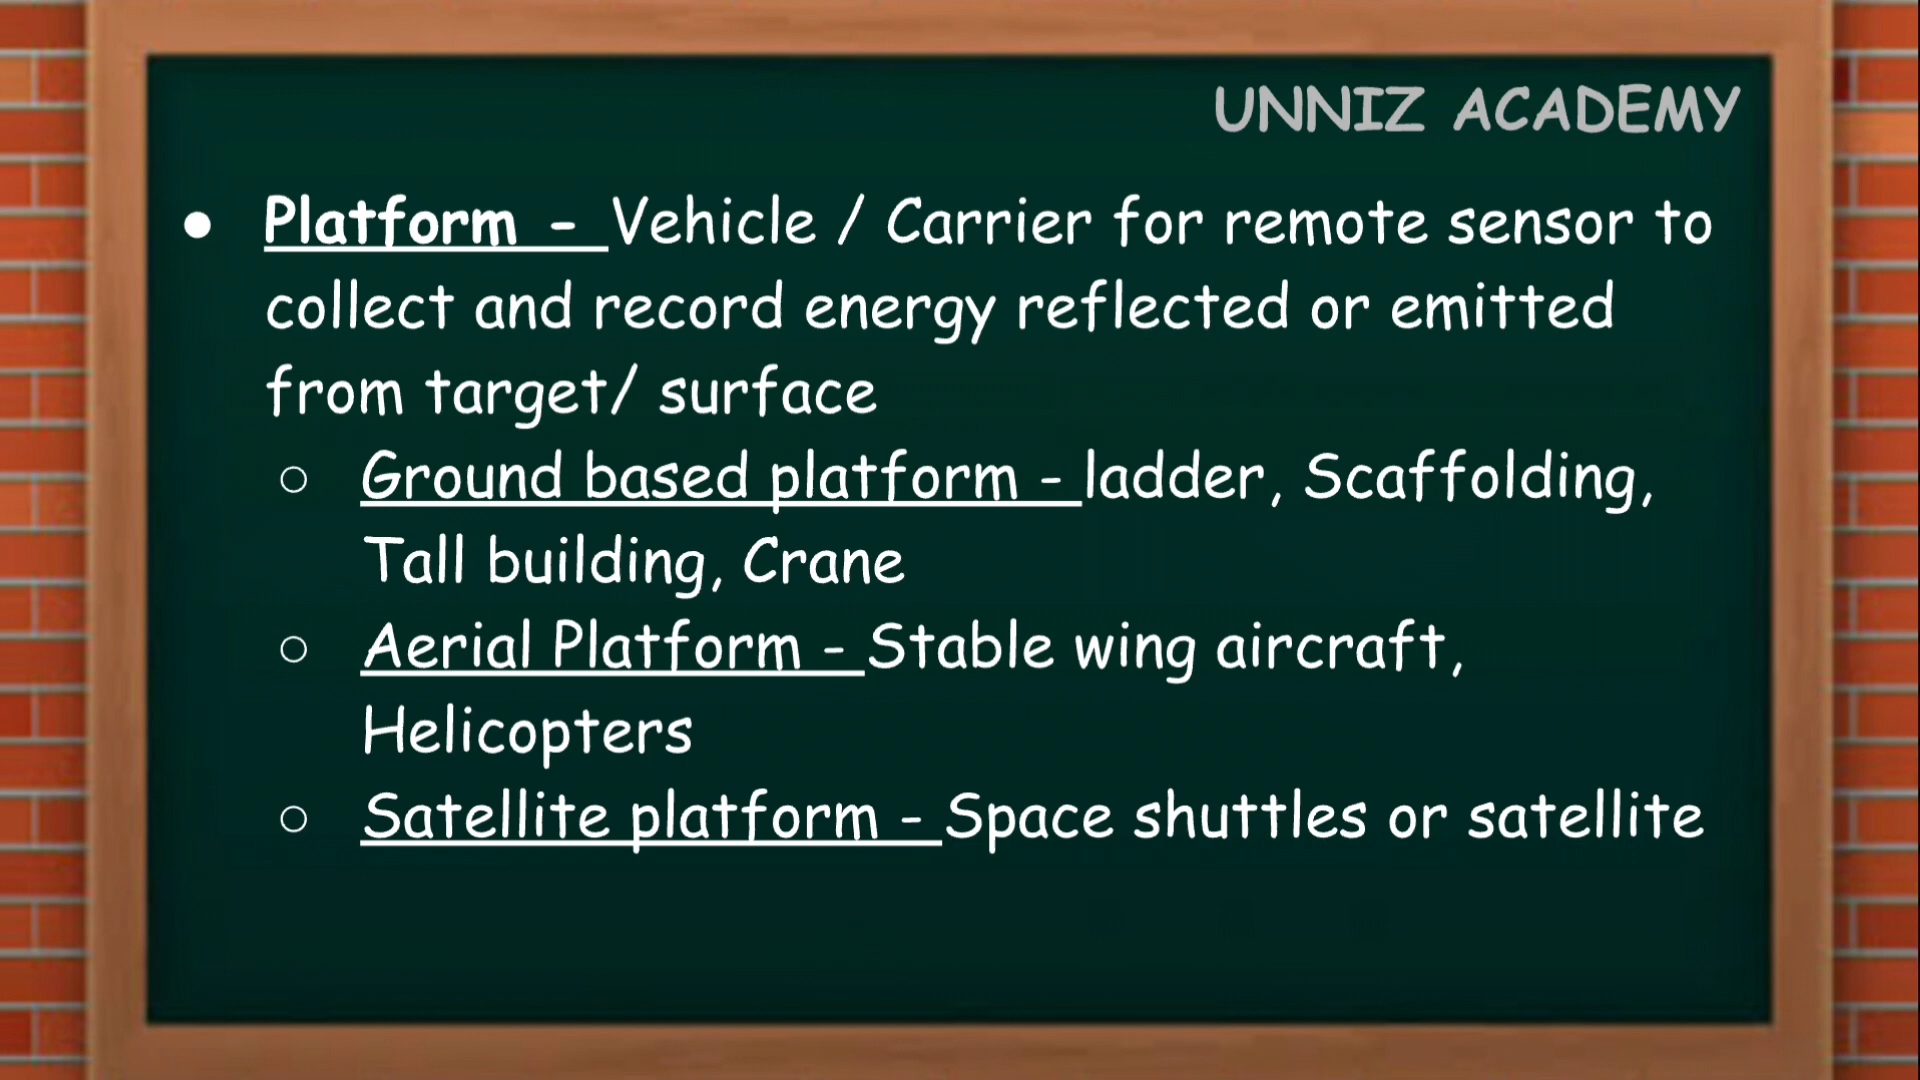 UNNIZ ACADEMY
● Platform - Vehicle / Carrier for remote sensor to
collect and record energy reflected or emitted
from target/ surface
○ Ground based platform - ladder, Scaffolding,
Tall building, Crane
○ Aerial Platform - Stable wing aircraft,
Helicopters
○ Satellite platform - Space shuttles or satellite